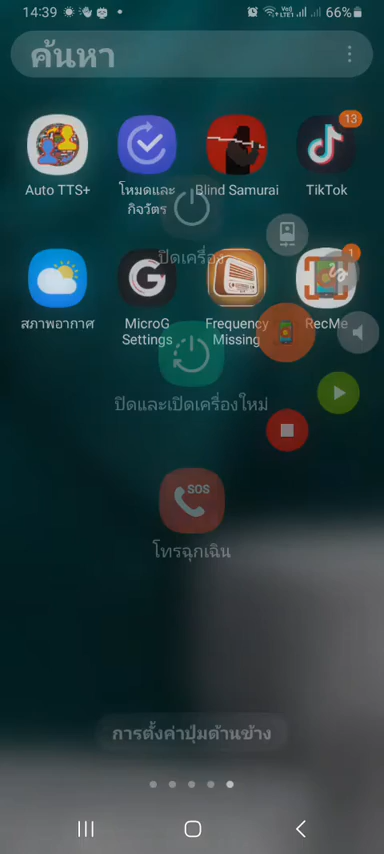 14:39
Vo)) LTE1
66%
ค้นหา
13
Auto TTS+
โหมดและกิจวัตร
Blind Samurai
TikTok
ปิดเครื่อง
1
สภาพอากาศ
MicroG Settings
Frequency Missing
RecMe
ปิดและเปิดเครื่องใหม่
SOS
โทรฉุกเฉิน
การตั้งค่าปุ่มด้านข้าง